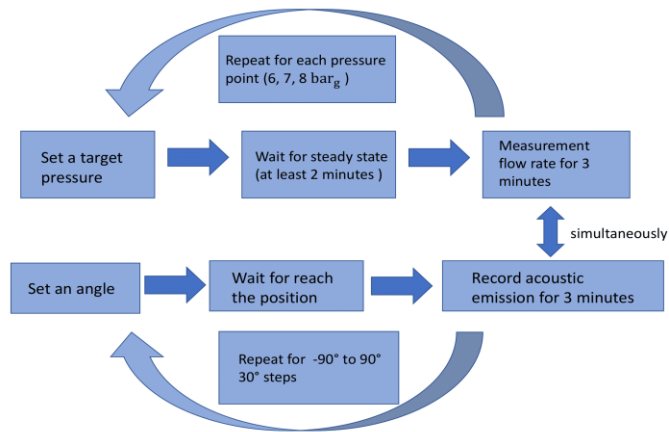 Repeat for each pressure
point (6, 7, 8 bar_g )
Set a target
pressure
Wait for steady state
(at least 2 minutes )
Measurement
flow rate for 3
minutes
simultaneously
Set an angle
Wait for reach
the position
Record acoustic
emission for 3 minutes
Repeat for  -90° to 90°
30° steps